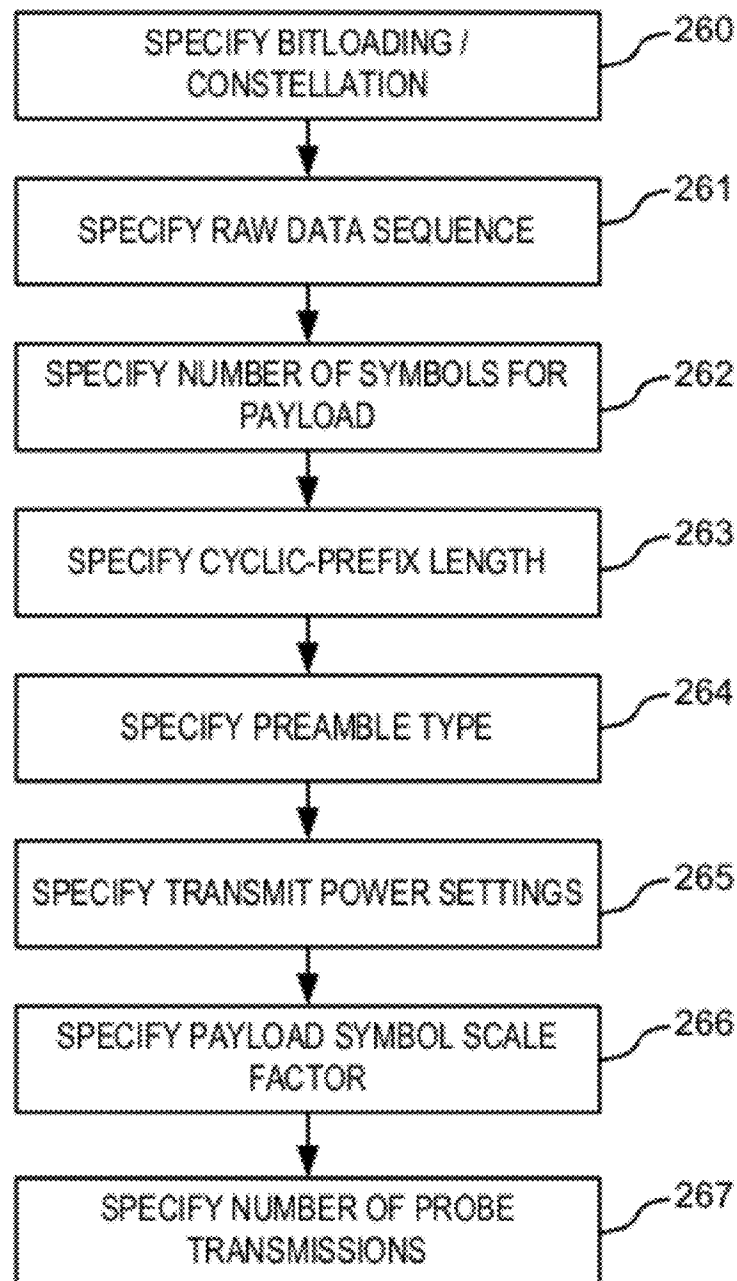 SPECIFY BITLOADING /
CONSTELLATION
260
SPECIFY RAW DATA SEQUENCE
261
SPECIFY NUMBER OF SYMBOLS FOR
PAYLOAD
262
SPECIFY CYCLIC-PREFIX LENGTH
263
SPECIFY PREAMBLE TYPE
264
SPECIFY TRANSMIT POWER SETTINGS
265
SPECIFY PAYLOAD SYMBOL SCALE
FACTOR
266
SPECIFY NUMBER OF PROBE
TRANSMISSIONS
267